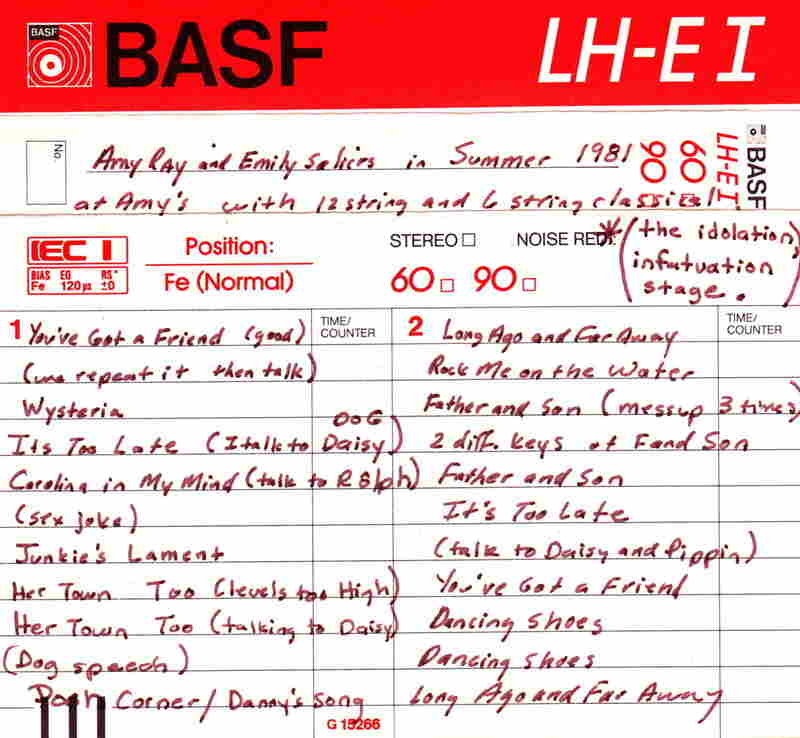 BASF BASF LH-E I
No. Amy Ray and Emily Saliers in Summer 1981
at Amy's with 12 string and 6 string classical
90 60 LH-E I BASF
IEC I
BIAS EQ RS*
Fe 120µs ±0
Position:
Fe (Normal)
STEREO NOISE RED.
60 90
* (the idolation,
infutuation
stage.)
1 You've Got a Friend (good)
TIME/
COUNTER
(we repeat it then talk)
Wysteria
Its Too Late (I talk to DOG Daisy)
Carolina in My Mind (talk to Ralph)
(sex joke)
Junkie's Lament
Her Town Too (levels too High)
Her Town Too (talking to Daisy)
(Dog speech)
Pooh Corner/Danny's song
2 Long Ago and Far Away
TIME/
COUNTER
Rock Me on the Water
Father and Son (messup 3 times)
2 diff. keys of F and Son
Father and Son
It's Too Late
(talk to Daisy and Pippin)
You've Got a Friend
Dancing Shoes
Dancing Shoes
Long Ago and Far Away
G 15266